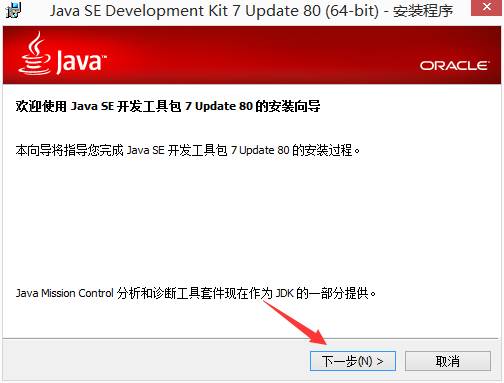 Java SE Development Kit 7 Update 80 (64-bit) - 安装程序
Java™
ORACLE®
欢迎使用 Java SE 开发工具包 7 Update 80 的安装向导
本向导将指导您完成 Java SE 开发工具包 7 Update 80 的安装过程。
Java Mission Control 分析和诊断工具套件现在作为 JDK 的一部分提供。
下一步(N) >
取消